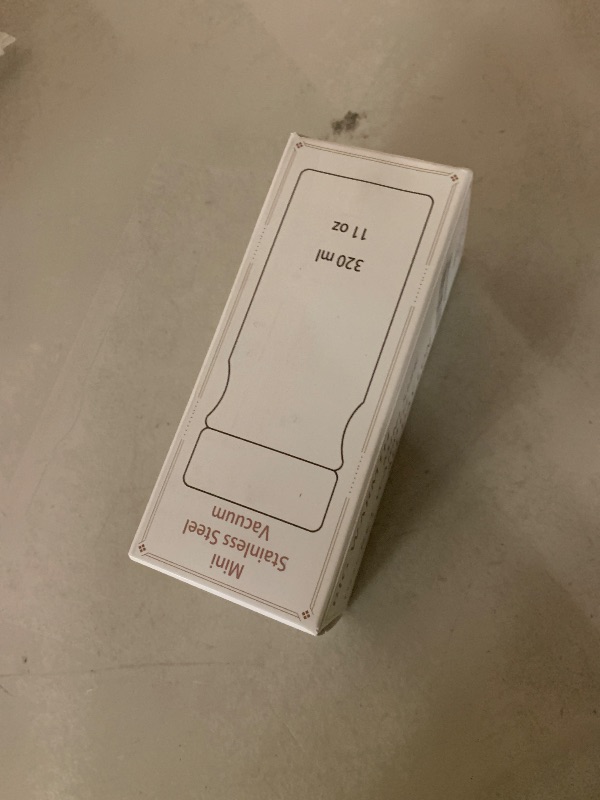 Mini
Stainless Steel
Vacuum
320 ml
11 oz